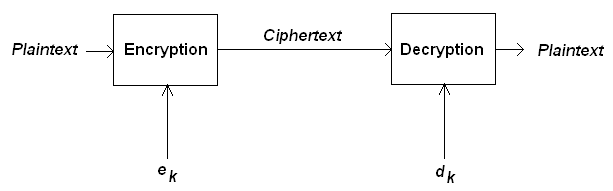 Plaintext
Encryption
Ciphertext
Decryption
Plaintext
e k
d k